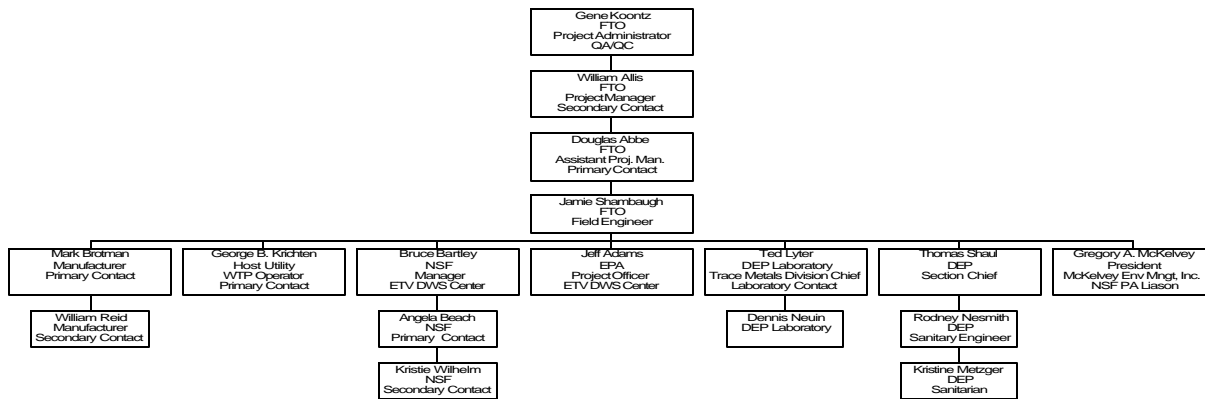 Gene Koontz
FTO
Project Administrator
QA/QC
William Allis
FTO
Project Manager
Secondary Contact
Douglas Abbe
FTO
Assistant Proj. Man.
Primary Contact
Jamie Shambaugh
FTO
Field Engineer
Mark Brotman
Manufacturer
Primary Contact
George B. Krichten
Host Utility
WTP Operator
Primary Contact
Bruce Bartley
NSF
Manager
ETV DWS Center
Jeff Adams
EPA
Project Officer
ETV DWS Center
Ted Lyter
DEP Laboratory
Trace Metals Division Chief
Laboratory Contact
Thomas Shaul
DEP
Section Chief
Gregory A. McKelvey
President
McKelvey Env Mngt, Inc.
NSF PA Liason
William Reid
Manufacturer
Secondary Contact
Angela Beach
NSF
Primary Contact
Dennis Neuin
DEP Laboratory
Rodney Nesmith
DEP
Sanitary Engineer
Kristie Wilhelm
NSF
Secondary Contact
Kristine Metzger
DEP
Sanitarian